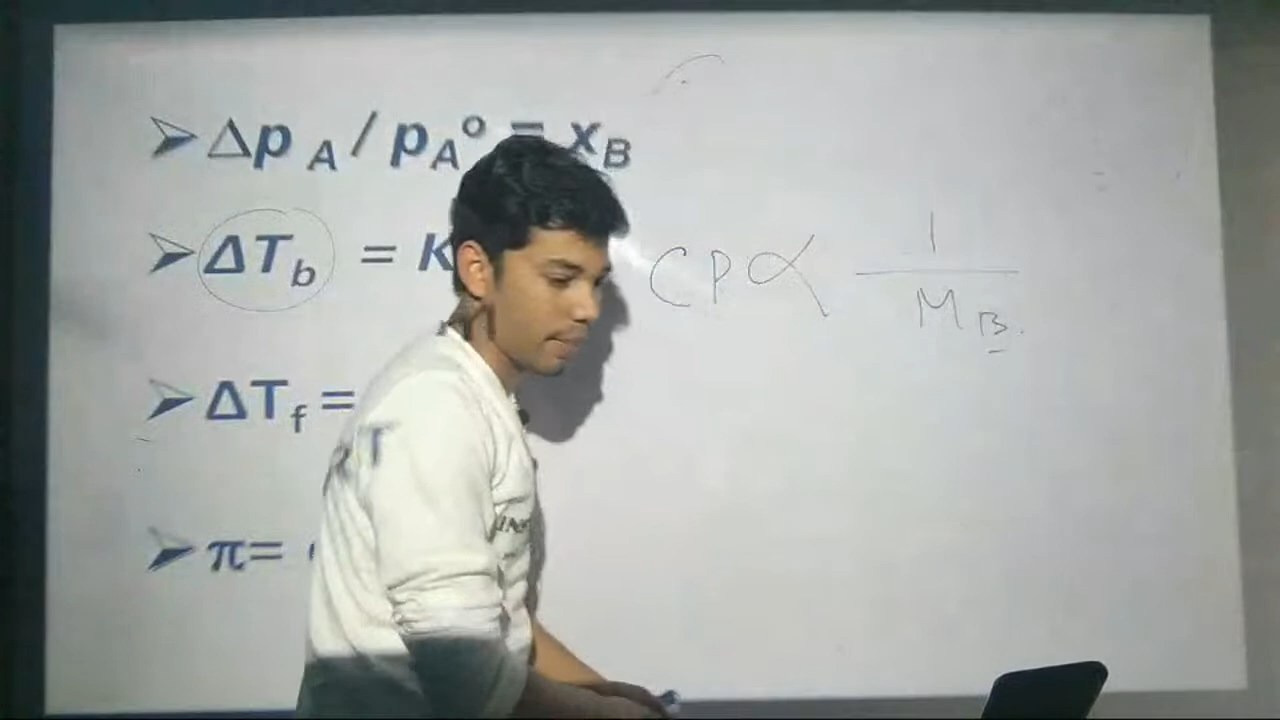 ➢ Δp A / pA° = xB
➢ ΔTb = K
CP ∝ 1 / MB.
➢ ΔTf =
➢ π=